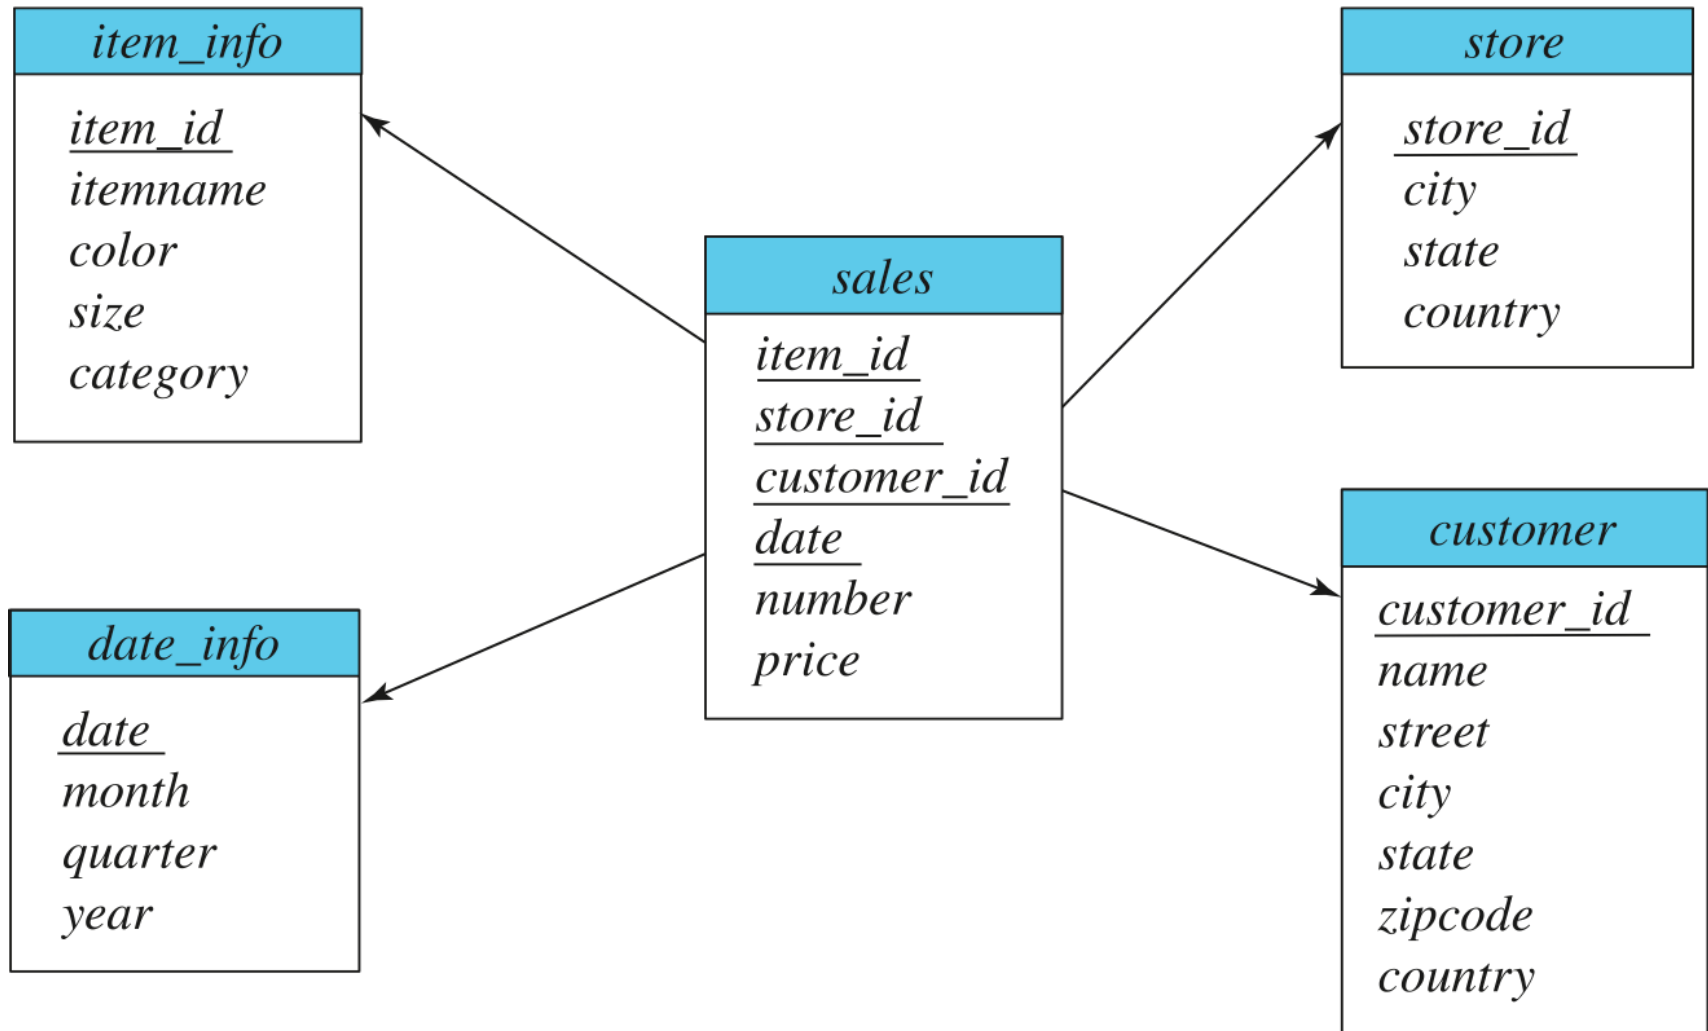 item_info
item_id
itemname
color
size
category
store
store_id
city
state
country
sales
item_id
store_id
customer_id
date
number
price
date_info
date
month
quarter
year
customer
customer_id
name
street
city
state
zipcode
country